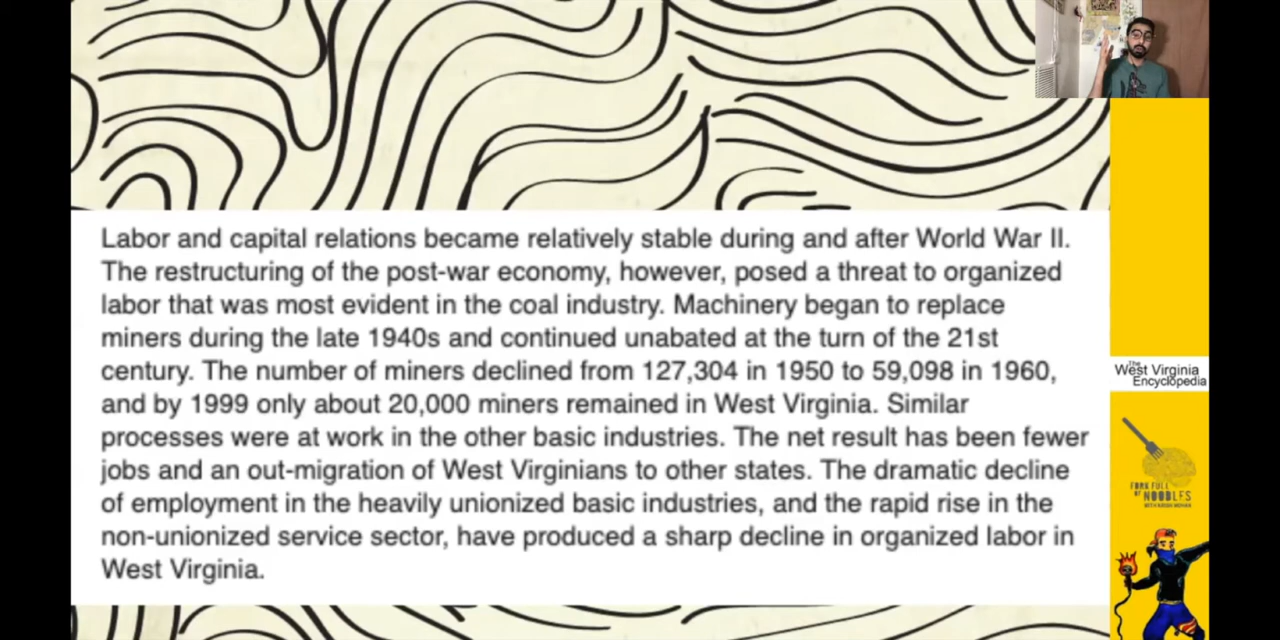 Labor and capital relations became relatively stable during and after World War II.
The restructuring of the post-war economy, however, posed a threat to organized
labor that was most evident in the coal industry. Machinery began to replace
miners during the late 1940s and continued unabated at the turn of the 21st
century. The number of miners declined from 127,304 in 1950 to 59,098 in 1960,
and by 1999 only about 20,000 miners remained in West Virginia. Similar
processes were at work in the other basic industries. The net result has been fewer
jobs and an out-migration of West Virginians to other states. The dramatic decline
of employment in the heavily unionized basic industries, and the rapid rise in the
non-unionized service sector, have produced a sharp decline in organized labor in
West Virginia.
The
West Virginia
Encyclopedia
FORK FULL
OF NOODLES